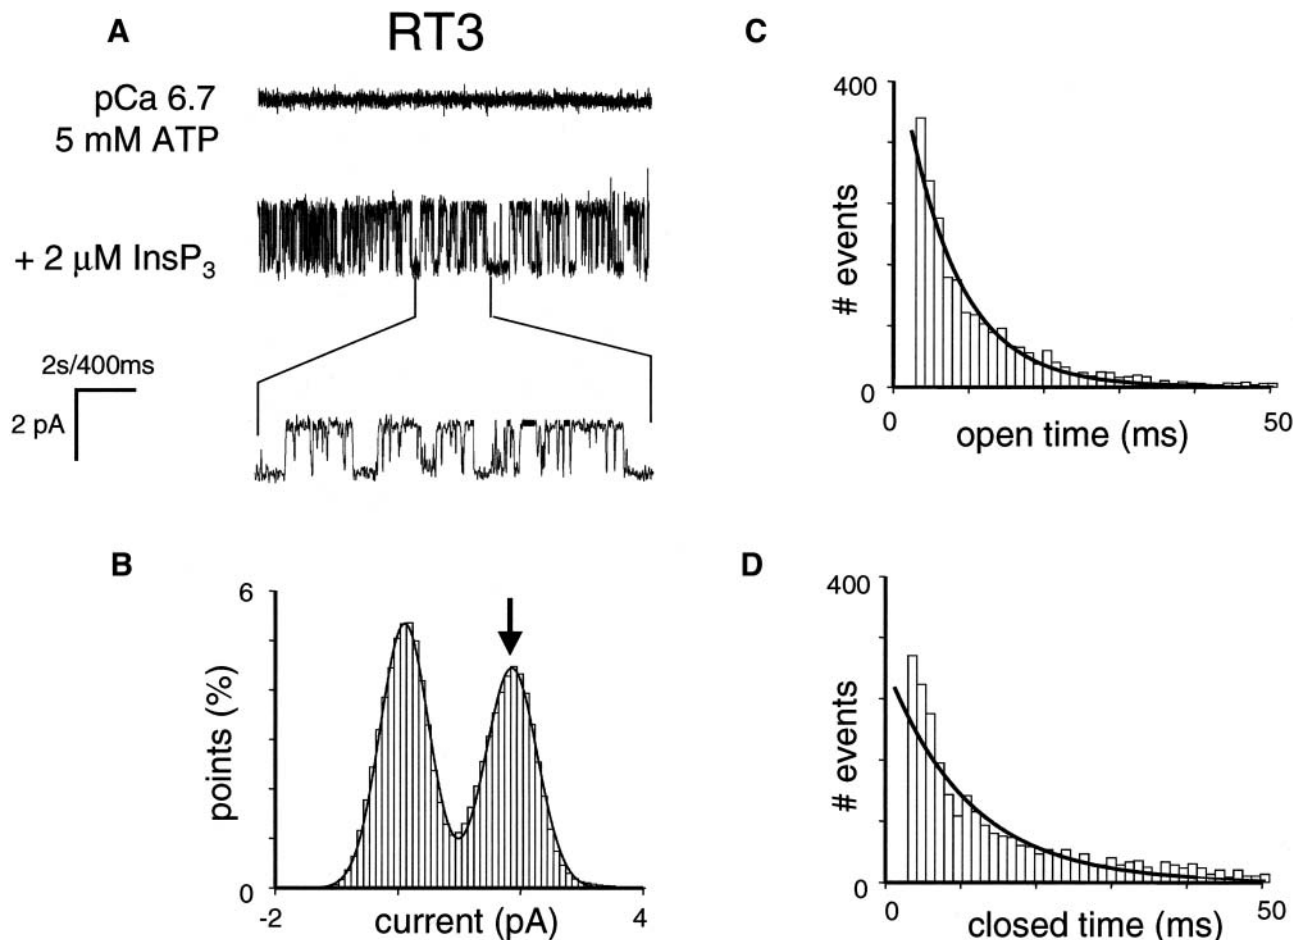 A
RT3
pCa 6.7
5 mM ATP
+ 2 μM InsP3
2s/400ms
2 pA
B
6
points (%)
0
-2
current (pA)
4
C
400
# events
0
0
open time (ms)
50
D
400
# events
0
0
closed time (ms)
50